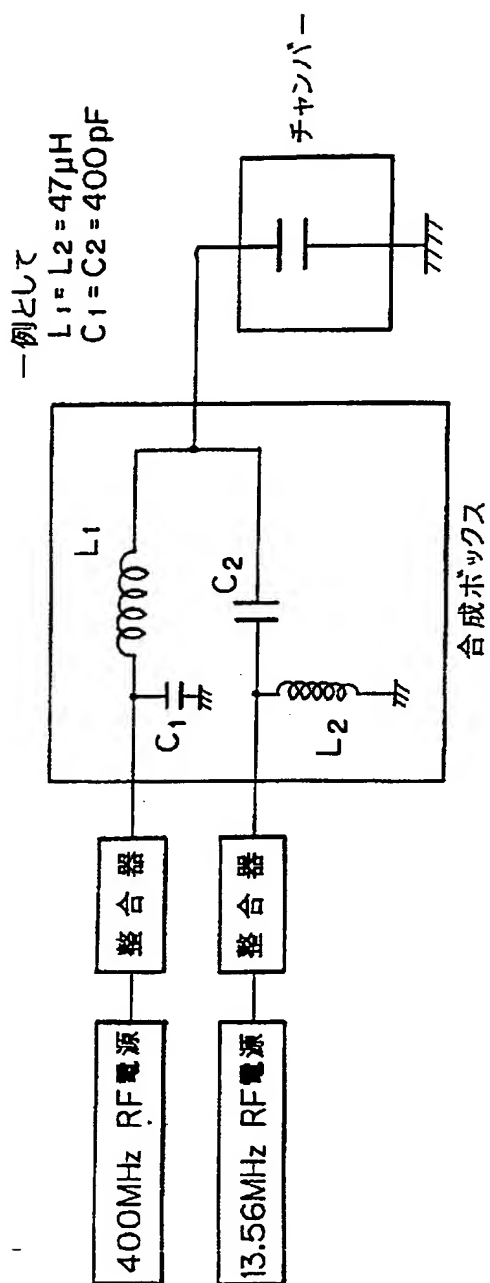 一例として
L1=L2=47μH
C1=C2=400pF
400MHz RF電源
整合器
C1
L1
13.56MHz RF電源
整合器
L2
C2
合成ボックス
チャンバー